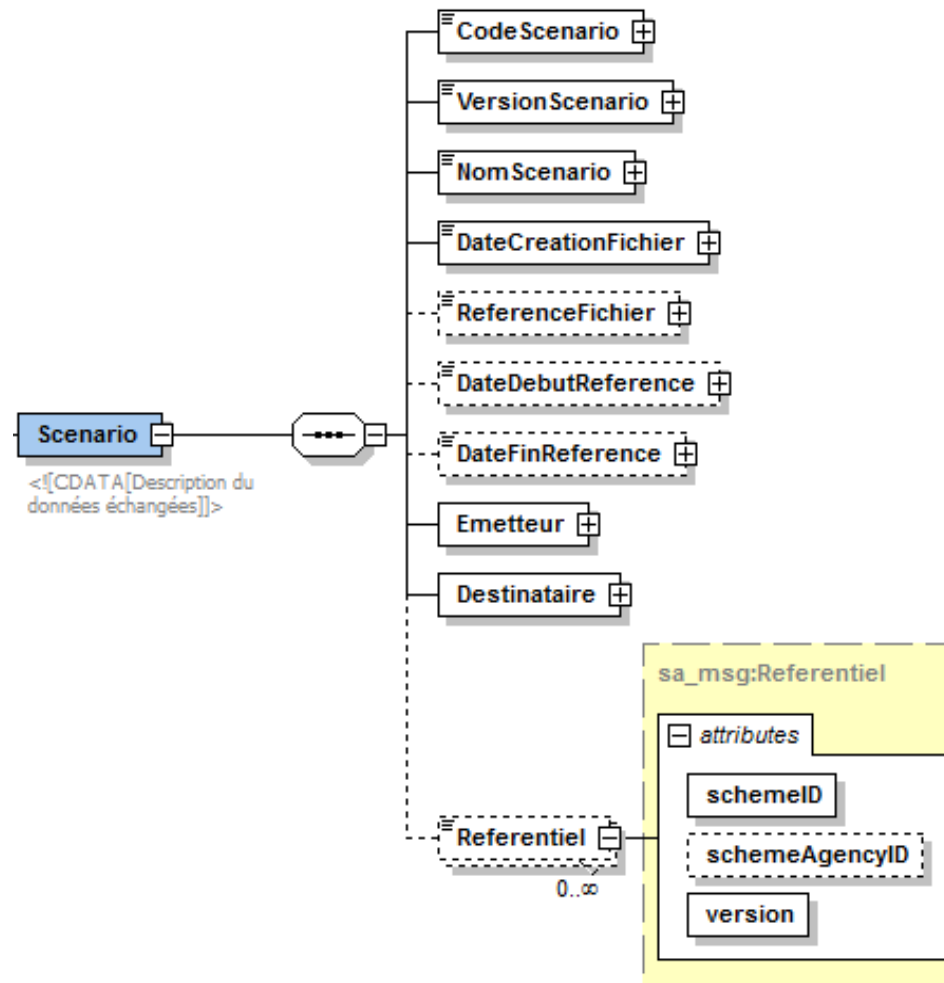 CodeScenario
VersionScenario
NomScenario
DateCreationFichier
ReferenceFichier
DateDebutReference
Scenario
DateFinReference
<![CDATA[Description du
données échangées]]>
Emetteur
Destinataire
sa_msg:Referentiel
attributes
schemeID
Referentiel
schemeAgencyID
0..∞
version